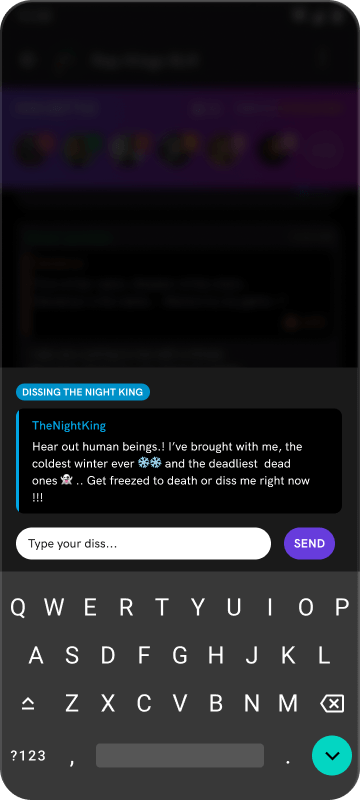 DISSING THE NIGHT KING
TheNightKing
Hear out human beings.! I've brought with me, the
coldest winter ever ❄️❄️ and the deadliest dead
ones 👻 .. Get freezed to death or diss me right now
!!!
Type your diss...
SEND
Q W E R T Y U I O P
A S D F G H J K L
Z X C V B N M
?123 , .